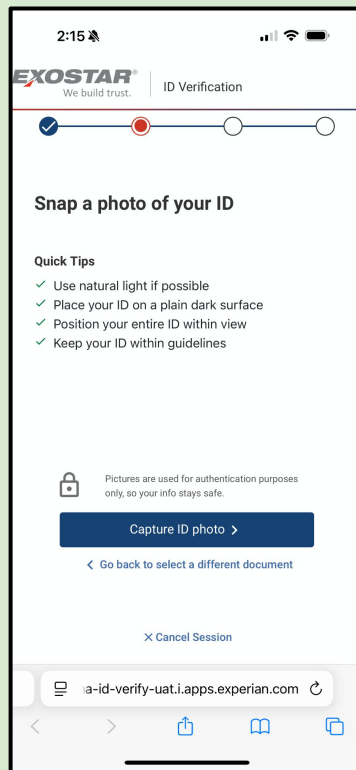 2:15
EXOSTAR®
We build trust.
ID Verification
Snap a photo of your ID
Quick Tips
Use natural light if possible
Place your ID on a plain dark surface
Position your entire ID within view
Keep your ID within guidelines
Pictures are used for authentication purposes
only, so your info stays safe.
Capture ID photo >
< Go back to select a different document
× Cancel Session
a-id-verify-uat.i.apps.experian.com